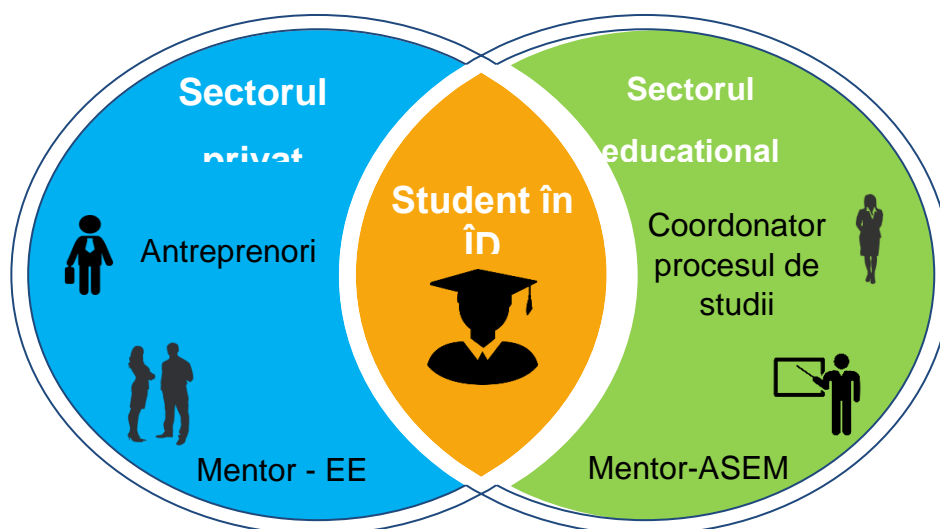 Sectorul
privat
Antreprenori
Mentor - EE
Student în
ÎD
Sectorul
educational
Coordonator
procesul de
studii
Mentor-ASEM